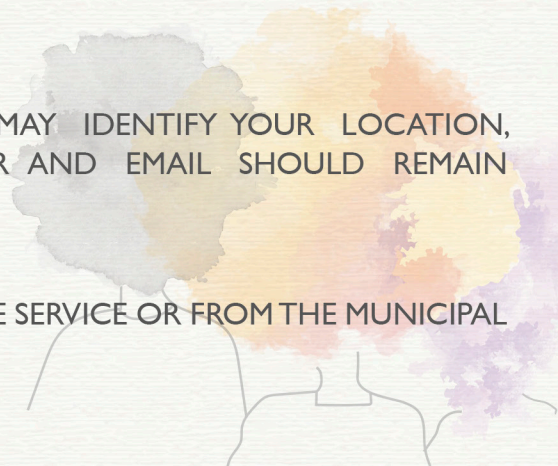 MAY IDENTIFY YOUR LOCATION,
R AND EMAIL SHOULD REMAIN
E SERVICE OR FROM THE MUNICIPAL